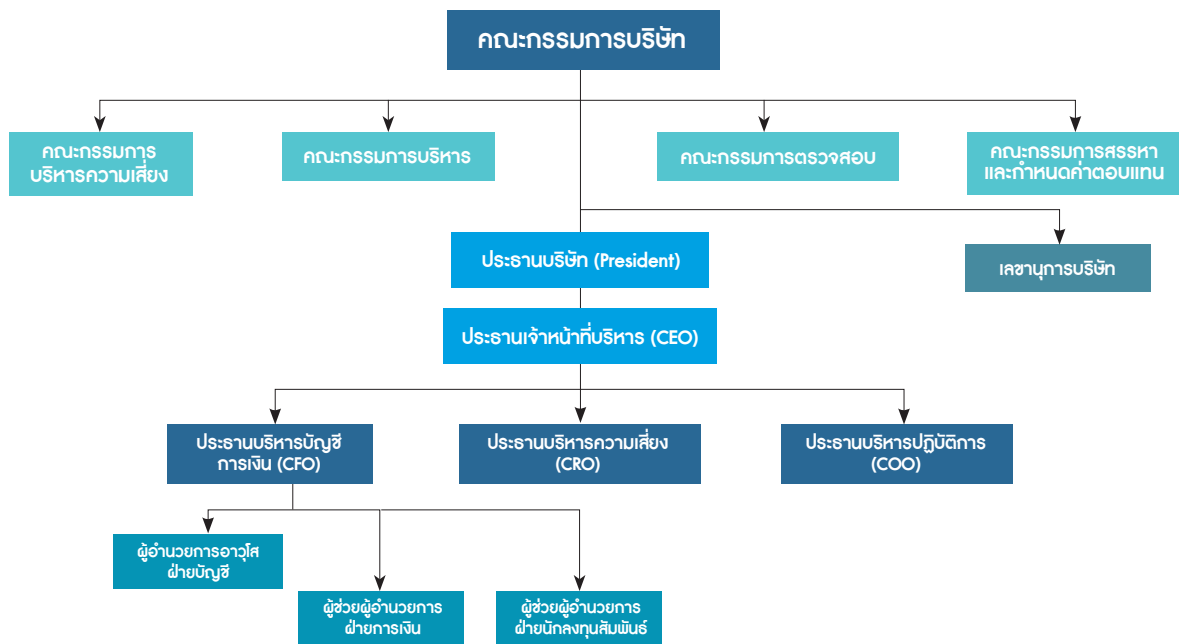 คณะกรรมการบริษัท
คณะกรรมการ
บริหารความเสี่ยง
คณะกรรมการบริหาร
คณะกรรมการตรวจสอบ
คณะกรรมการสรรหา
และกำหนดค่าตอบแทน
ประธานบริษัท (President)
เลขานุการบริษัท
ประธานเจ้าหน้าที่บริหาร (CEO)
ประธานบริหารบัญชี
การเงิน (CFO)
ประธานบริหารความเสี่ยง
(CRO)
ประธานบริหารปฏิบัติการ
(COO)
ผู้อำนวยการอาวุโส
ฝ่ายบัญชี
ผู้ช่วยผู้อำนวยการ
ฝ่ายการเงิน
ผู้ช่วยผู้อำนวยการ
ฝ่ายนักลงทุนสัมพันธ์